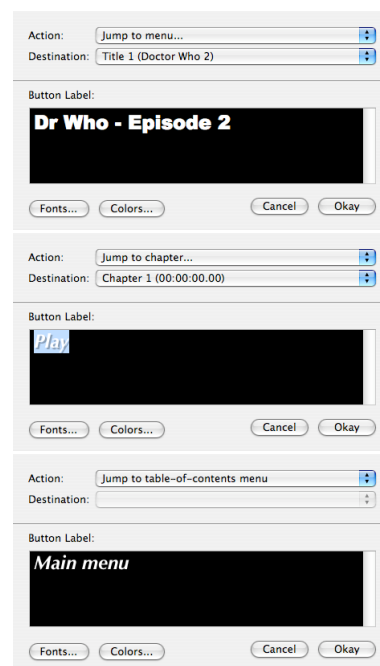 Action: Jump to menu...
Destination: Title 1 (Doctor Who 2)
Button Label:
Dr Who - Episode 2
Fonts... Colors... Cancel Okay
Action: Jump to chapter...
Destination: Chapter 1 (00:00:00.00)
Button Label:
Play
Fonts... Colors... Cancel Okay
Action: Jump to table-of-contents menu
Destination:
Button Label:
Main menu
Fonts... Colors... Cancel Okay